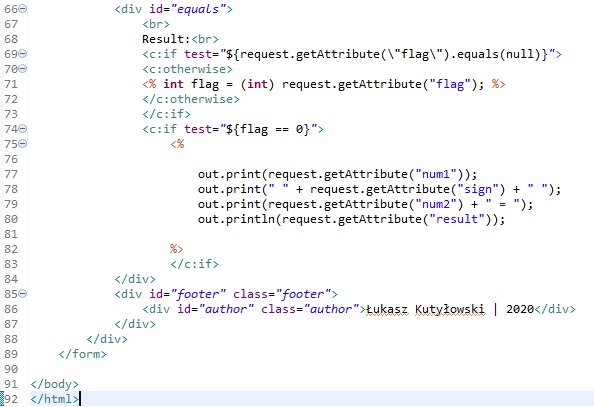 66 <div id="equals">
67 <br>
68 Result:<br>
69 <c:if test="${request.getAttribute(\"flag\").equals(null)}">
70 <c:otherwise>
71 <% int flag = (int) request.getAttribute("flag"); %>
72 </c:otherwise>
73 </c:if>
74 <c:if test="${flag == 0}">
75 <%
76
77 out.print(request.getAttribute("num1"));
78 out.print(" " + request.getAttribute("sign") + " ");
79 out.print(request.getAttribute("num2") + " = ");
80 out.println(request.getAttribute("result"));
81
82 %>
83 </c:if>
84 </div>
85 <div id="footer" class="footer">
86 <div id="author" class="author">Łukasz Kutyłowski | 2020</div>
87 </div>
88 </div>
89 </form>
90
91 </body>
92 </html>